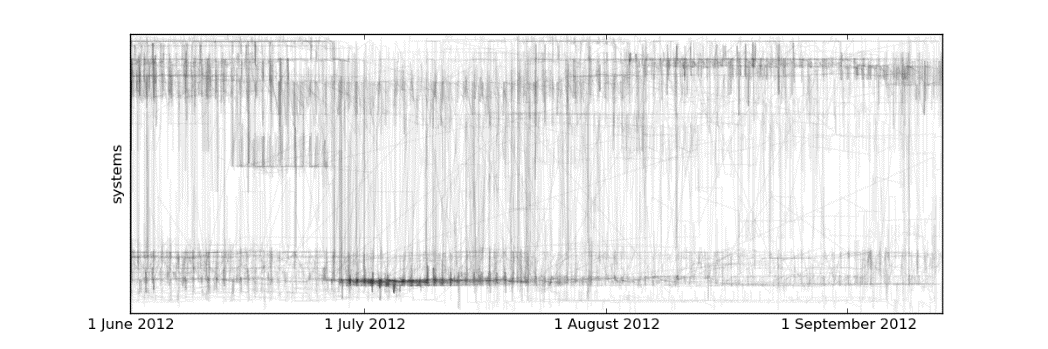 systems
1 June 2012
1 July 2012
1 August 2012
1 September 2012